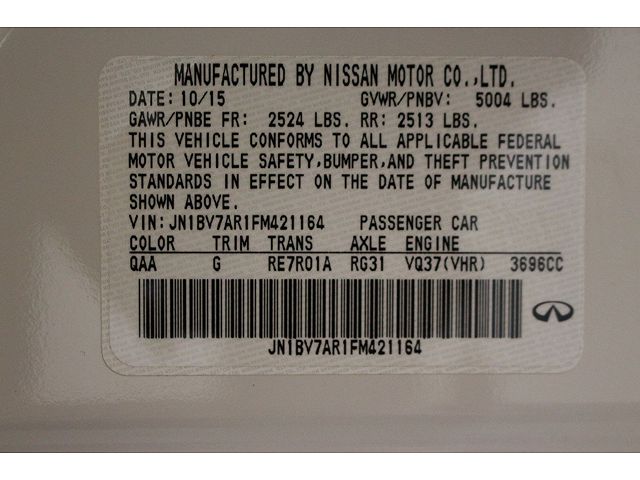 MANUFACTURED BY NISSAN MOTOR CO.,LTD.
DATE: 10/15 GVWR/PNBV: 5004 LBS.
GAWR/PNBE FR: 2524 LBS. RR: 2513 LBS.
THIS VEHICLE CONFORMS TO ALL APPLICABLE FEDERAL
MOTOR VEHICLE SAFETY,BUMPER,AND THEFT PREVENTION
STANDARDS IN EFFECT ON THE DATE OF MANUFACTURE
SHOWN ABOVE.
VIN: JN1BV7AR1FM421164 PASSENGER CAR
COLOR TRIM TRANS AXLE ENGINE
QAA G RE7R01A RG31 VQ37(VHR) 3696CC
JN1BV7AR1FM421164